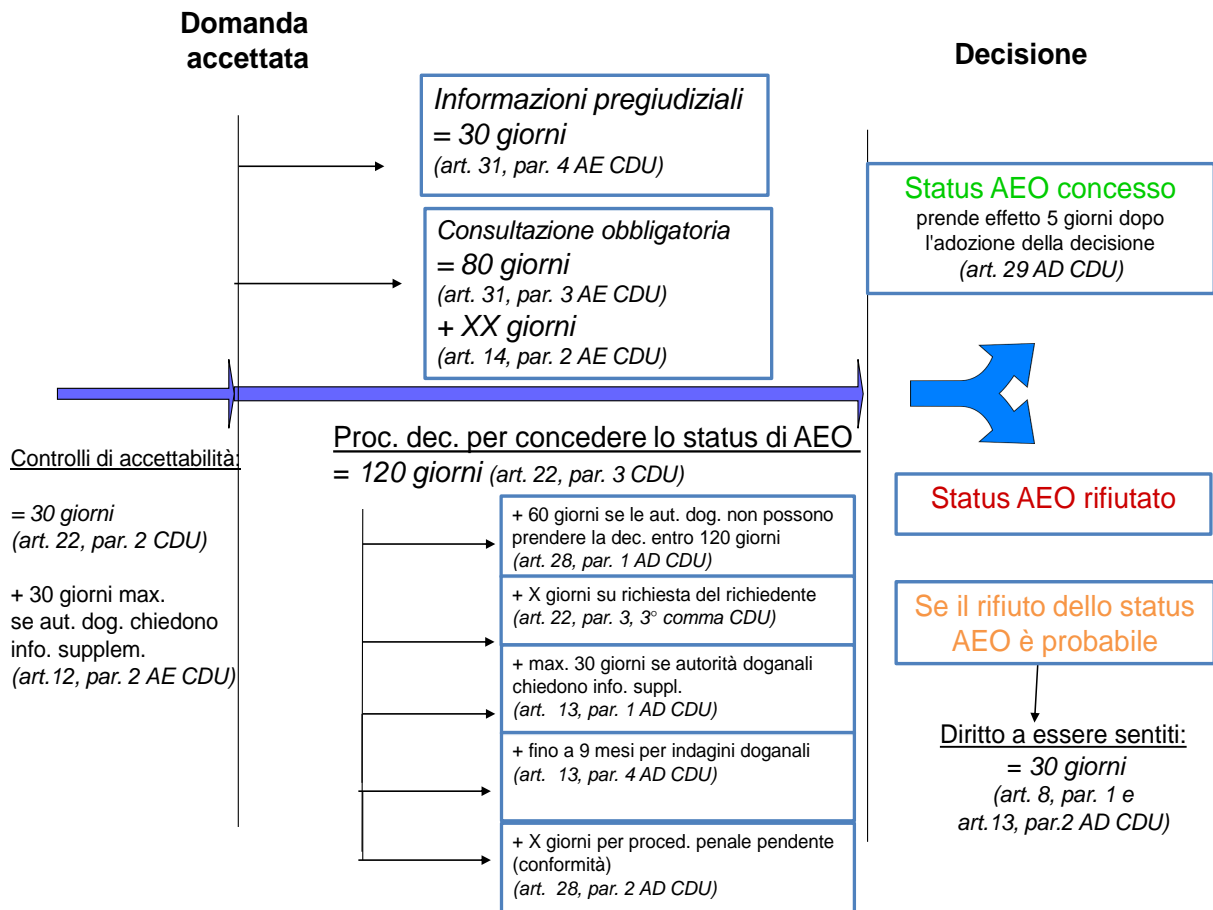 Domanda
accettata
Decisione
Informazioni pregiudiziali
= 30 giorni
(art. 31, par. 4 AE CDU)
Consultazione obbligatoria
= 80 giorni
(art. 31, par. 3 AE CDU)
+ XX giorni
(art. 14, par. 2 AE CDU)
Status AEO concesso
prende effetto 5 giorni dopo
l'adozione della decisione
(art. 29 AD CDU)
Controlli di accettabilità:
= 30 giorni
(art. 22, par. 2 CDU)
+ 30 giorni max.
se aut. dog. chiedono
info. supplem.
(art.12, par. 2 AE CDU)
Proc. dec. per concedere lo status di AEO
= 120 giorni (art. 22, par. 3 CDU)
+ 60 giorni se le aut. dog. non possono
prendere la dec. entro 120 giorni
(art. 28, par. 1 AD CDU)
+ X giorni su richiesta del richiedente
(art. 22, par. 3, 3° comma CDU)
+ max. 30 giorni se autorità doganali
chiedono info. suppl.
(art. 13, par. 1 AD CDU)
+ fino a 9 mesi per indagini doganali
(art. 13, par. 4 AD CDU)
+ X giorni per proced. penale pendente
(conformità)
(art. 28, par. 2 AD CDU)
Status AEO rifiutato
Se il rifiuto dello status
AEO è probabile
Diritto a essere sentiti:
= 30 giorni
(art. 8, par. 1 e
art.13, par.2 AD CDU)